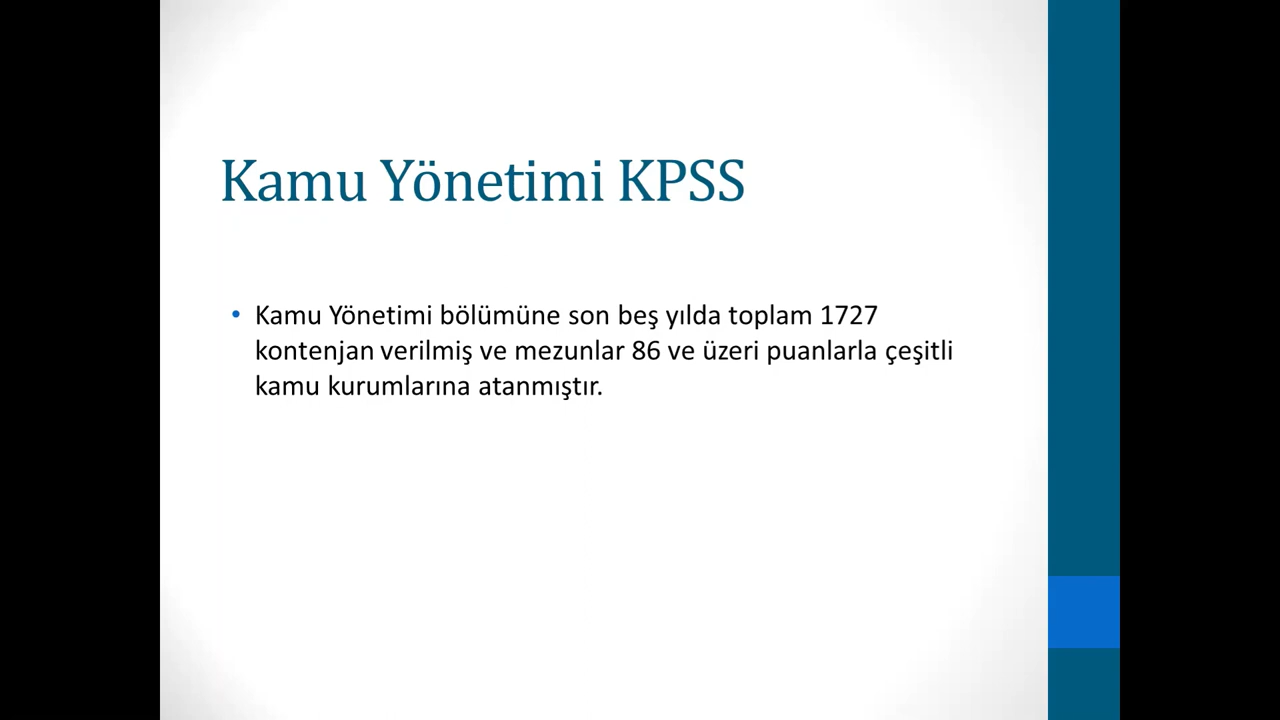 Kamu Yönetimi KPSS
• Kamu Yönetimi bölümüne son beş yılda toplam 1727
kontenjan verilmiş ve mezunlar 86 ve üzeri puanlarla çeşitli
kamu kurumlarına atanmıştır.